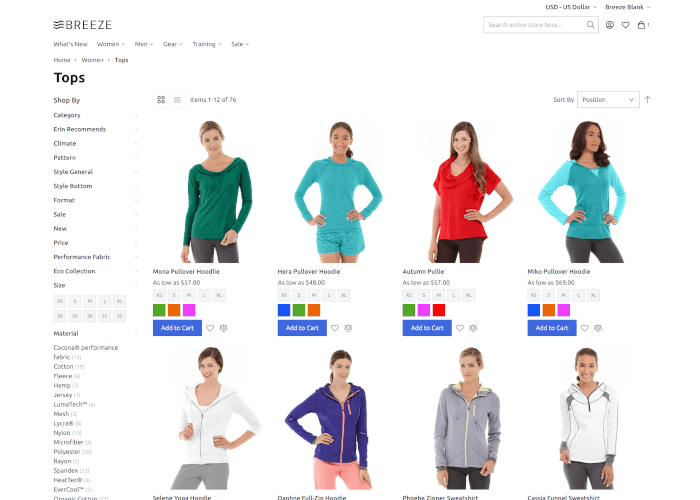 USD - US Dollar
Breeze Blank
BREEZE
Search entire store here...
What's New
Women
Men
Gear
Training
Sale
Home > Women > Tops
Tops
Shop By
Items 1-12 of 76
Sort By
Position
Category
Erin Recommends
Climate
Pattern
Style General
Style Bottom
Format
Sale
New
Price
Performance Fabric
Eco Collection
Size
XS S M L XL
28 29 30 31 32
Material
Cocona® performance
fabric (13)
Cotton (19)
Fleece (6)
Hemp (2)
Jersey (1)
LumaTech™ (6)
Mesh (3)
Lycra® (8)
Nylon (13)
Microfiber (4)
Polyester (28)
Rayon (2)
Spandex (23)
HeatTec® (3)
EverCool™ (5)
Mona Pullover Hoodlie
As low as $57.00
XS S M L XL
Add to Cart
Hera Pullover Hoodie
As low as $48.00
XS S M L XL
Add to Cart
Autumn Pullie
As low as $57.00
XS S M L XL
Add to Cart
Miko Pullover Hoodie
As low as $69.00
XS S M L XL
Add to Cart
Selene Yoga Hoodie
Daphne Full-Zip Hoodie
Phoebe Zipper Sweatshirt
Cassia Funnel Sweatshirt